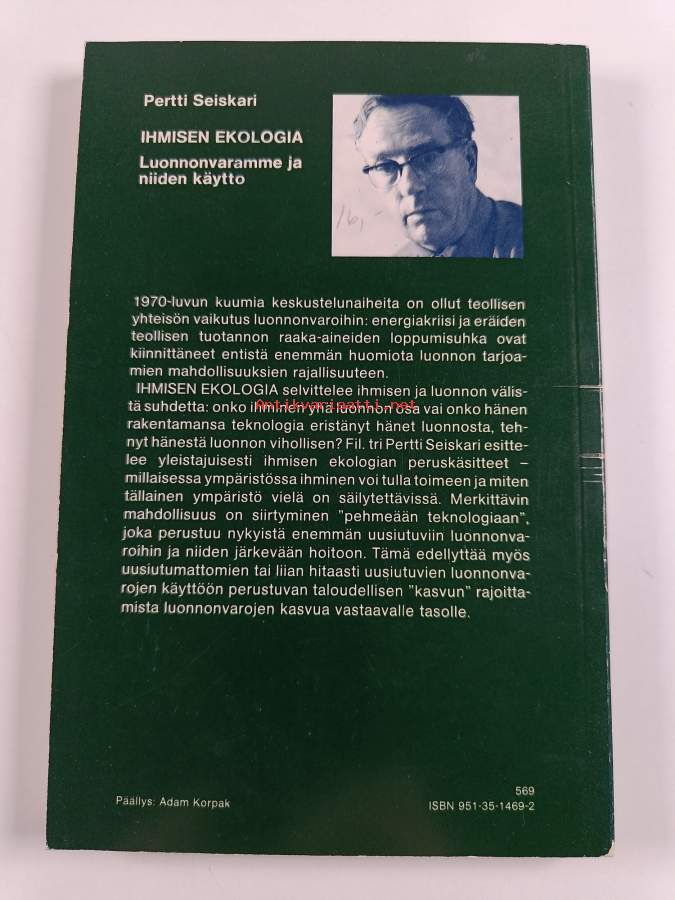 Pertti Seiskari
IHMISEN EKOLOGIA
Luonnonvaramme ja
niiden käytto
16,-
1970-luvun kuumia keskustelunaiheita on ollut teollisen
yhteisön vaikutus luonnonvaroihin: energiakriisi ja eräiden
teollisen tuotannon raaka-aineiden loppumisuhka ovat
kiinnittäneet entistä enemmän huomiota luonnon tarjoa-
mien mahdollisuuksien rajallisuuteen.
IHMISEN EKOLOGIA selvittelee ihmisen ja luonnon välis-
tä suhdetta: onko ihminen yhä luonnon osa vai onko hänen
Antikvariaatti.net
rakentamansa teknologia eristänyt hänet luonnosta, teh-
nyt hänestä luonnon vihollisen? Fil. tri Pertti Seiskari esitte-
lee yleistajuisesti ihmisen ekologian peruskäsitteet –
millaisessa ympäristössa ihminen voi tulla toimeen ja miten
tällainen ympäristö vielä on säilytettävissä. Merkittävin
mahdollisuus on siirtyminen "pehmeään teknologiaan",
joka perustuu nykyistä enemmän uusiutuviin luonnonva-
roihin ja niiden järkevään hoitoon. Tämä edellyttää myös
uusiutumattomien tai liian hitaasti uusiutuvien luonnonva-
rojen käyttöön perustuvan taloudellisen "kasvun" rajoitta-
mista luonnonvarojen kasvua vastaavalle tasolle.
569
Päällys: Adam Korpak
ISBN 951-35-1469-2